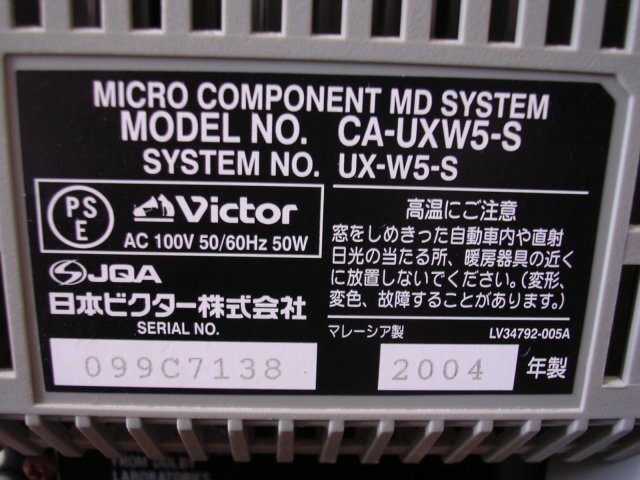 MICRO COMPONENT MD SYSTEM
MODEL NO. CA-UXW5-S
SYSTEM NO. UX-W5-S
PS
E
Victor
AC 100V 50/60Hz 50W
JQA
日本ビクター株式会社
SERIAL NO.
099C7138
高温にご注意
窓をしめきった自動車内や直射
日光の当たる所、暖房器具の近く
に放置しないでください。(変形、
変色、故障することがあります。)
マレーシア製 LV34792-005A
2004 年製
FROM DOLBY
LABORATORIES